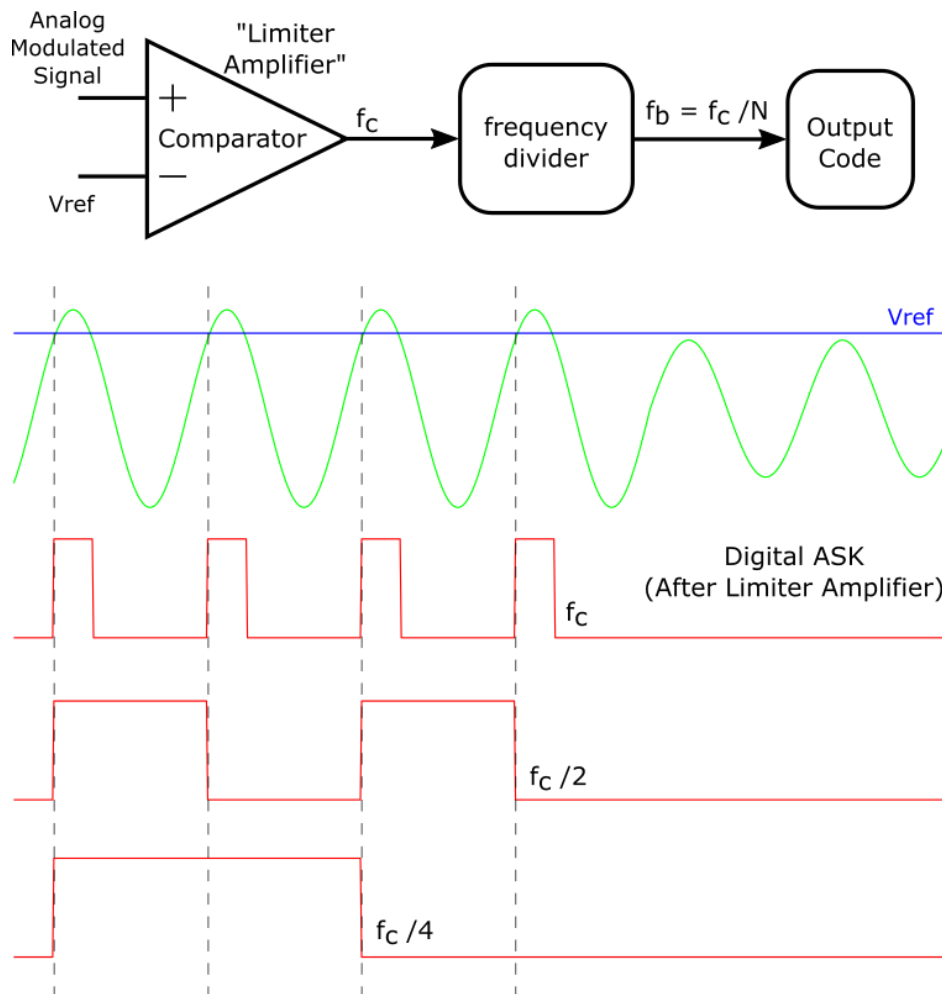 Analog
Modulated
Signal
"Limiter
Amplifier"
+
Comparator
−
Vref
fc
frequency
divider
fb = fc /N
Output
Code
Vref
Digital ASK
(After Limiter Amplifier)
fc
fc /2
fc /4